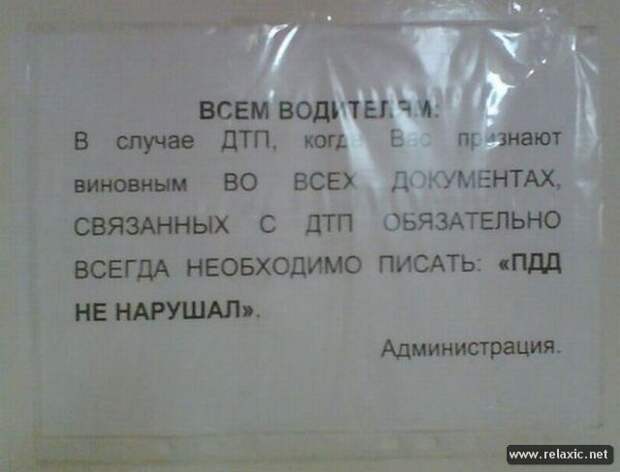 ВСЕМ ВОДИТЕЛЯМ:
В случае ДТП, когда Вас признают
виновным ВО ВСЕХ ДОКУМЕНТАХ,
СВЯЗАННЫХ С ДТП ОБЯЗАТЕЛЬНО
ВСЕГДА НЕОБХОДИМО ПИСАТЬ: «ПДД
НЕ НАРУШАЛ».
Администрация.
www.relaxic.net